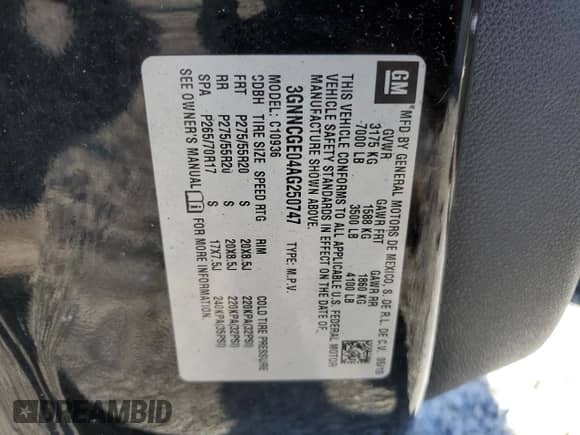 GM
MFD BY GENERAL MOTORS DE MEXICO, S. DE R.L. DE C.V. 05/10
GVWR GAWR FRT GAWR RR
3175 KG 1588 KG 1860 KG
7000 LB 3500 LB 4100 LB
THIS VEHICLE CONFORMS TO ALL APPLICABLE U.S. FEDERAL MOTOR
VEHICLE SAFETY STANDARDS IN EFFECT ON THE DATE OF
MANUFACTURE SHOWN ABOVE.
3GNNCGE04AG250747 TYPE: M.P.V.
MODEL: C10936
CDBH TIRE SIZE SPEED RTG RIM COLD TIRE PRESSURE
FRT P275/55R20 S 20X8.5J 220KPA(32PSI)
RR P275/55R20 S 20X8.5J 220KPA(32PSI)
SPA P265/70R17 S 17X7.5J 240KPA(35PSI)
SEE OWNER'S MANUAL FOR MORE INFORMATION.
DREAMBID